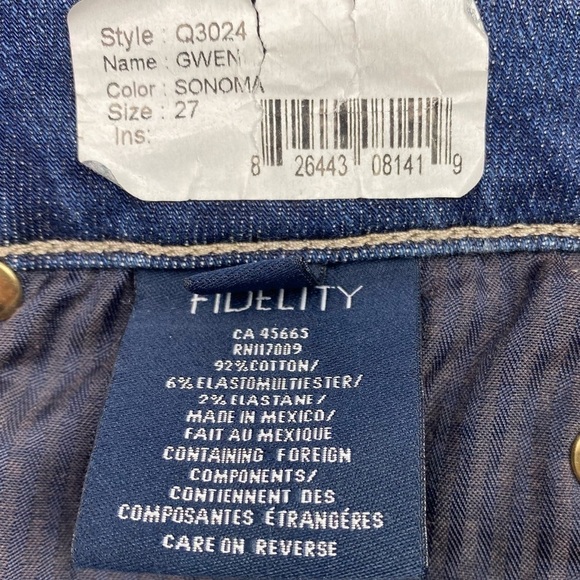 Style : Q3024
Name : GWEN
Color : SONOMA
Size : 27
Ins:
8 26443 08141 9
FIDELITY
CA 45665
RN117009
92%COTTON/
6%ELASTOMULTIESTER/
2%ELASTANE/
MADE IN MEXICO/
FAIT AU MEXIQUE
CONTAINING FOREIGN
COMPONENTS/
CONTIENNENT DES
COMPOSANTES ÉTRANGÉRES
CARE ON REVERSE